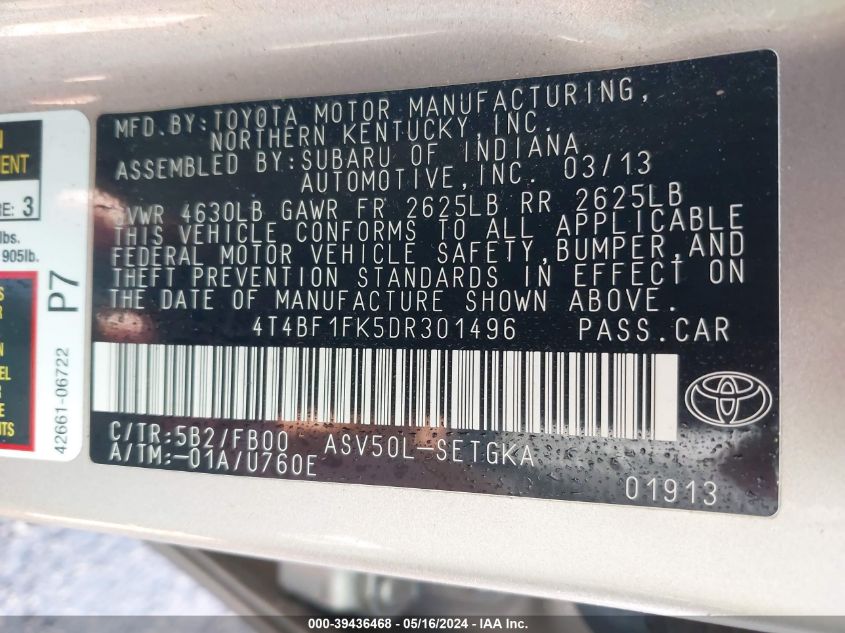 MFD.BY:TOYOTA MOTOR MANUFACTURING,
NORTHERN KENTUCKY,INC.
ASSEMBLED BY:SUBARU OF INDIANA
AUTOMOTIVE,INC. 03/13
GVWR 4630LB GAWR FR 2625LB RR 2625LB
THIS VEHICLE CONFORMS TO ALL APPLICABLE
FEDERAL MOTOR VEHICLE SAFETY,BUMPER,AND
THEFT PREVENTION STANDARDS IN EFFECT ON
THE DATE OF MANUFACTURE SHOWN ABOVE.
4T4BF1FK5DR301496 PASS.CAR
C/TR:5B2/FB00 ASV50L-SETGKA
A/TM:-01A/U760E
01913
3
lbs.
905lb.
P7
42661-06722
000-39436468 - 05/16/2024 - IAA Inc.